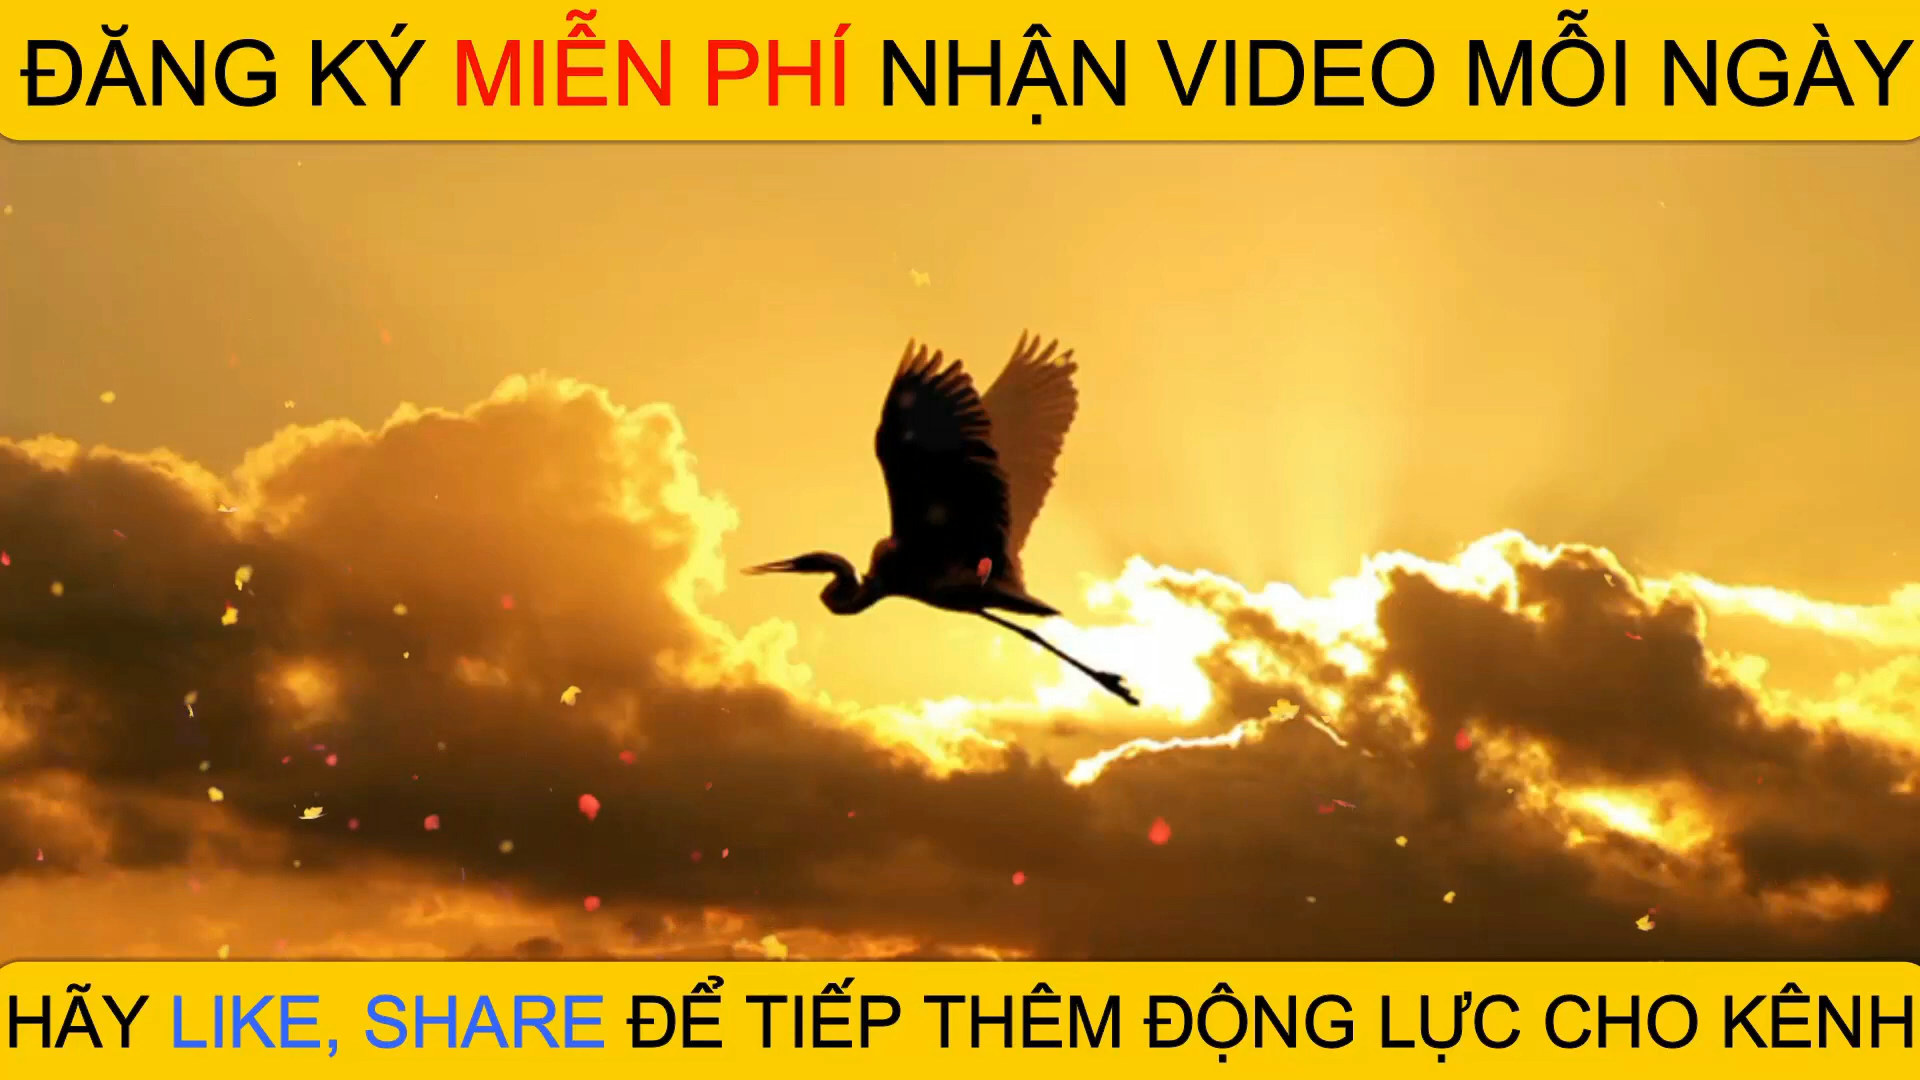 ĐĂNG KÝ MIỄN PHÍ NHẬN VIDEO MỖI NGÀY
HÃY LIKE, SHARE ĐỂ TIẾP THÊM ĐỘNG LỰC CHO KÊNH